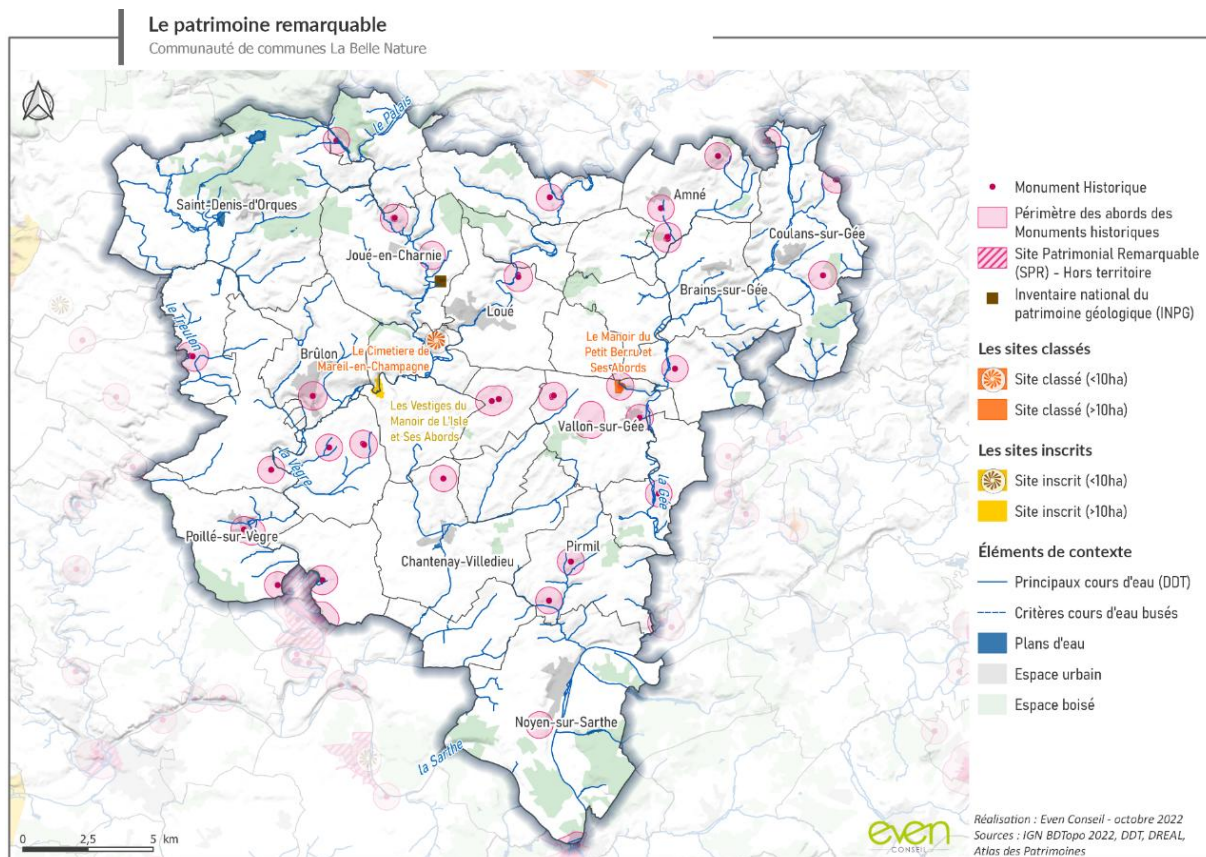 Le patrimoine remarquable
Communauté de communes La Belle Nature
le Palais
Saint-Denis-d'Orques
Amné
Coulans-sur-Gée
Joué-en-Charnie
Brains-sur-Gée
Loué
le Treulon
Brûlon
Le Cimetiere de
Mareil-en-Champagne
Le Manoir du
Petit Berru et
Ses Abords
Les Vestiges du
Manoir de L'Isle
et Ses Abords
Vallon-sur-Gée
la Vègre
la Gée
Poillé-sur-Vègre
Chantenay-Villedieu
Pirmil
Noyen-sur-Sarthe
la Sarthe
0 2,5 5 km
Monument Historique
Périmètre des abords des
Monuments historiques
Site Patrimonial Remarquable
(SPR) - Hors territoire
Inventaire national du
patrimoine géologique (INPG)
Les sites classés
Site classé (<10ha)
Site classé (>10ha)
Les sites inscrits
Site inscrit (<10ha)
Site inscrit (>10ha)
Éléments de contexte
Principaux cours d'eau (DDT)
Critères cours d'eau busés
Plans d'eau
Espace urbain
Espace boisé
even
CONSEIL
Réalisation : Even Conseil - octobre 2022
Sources : IGN BDTopo 2022, DDT, DREAL,
Atlas des Patrimoines